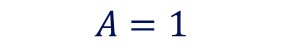 A = 1